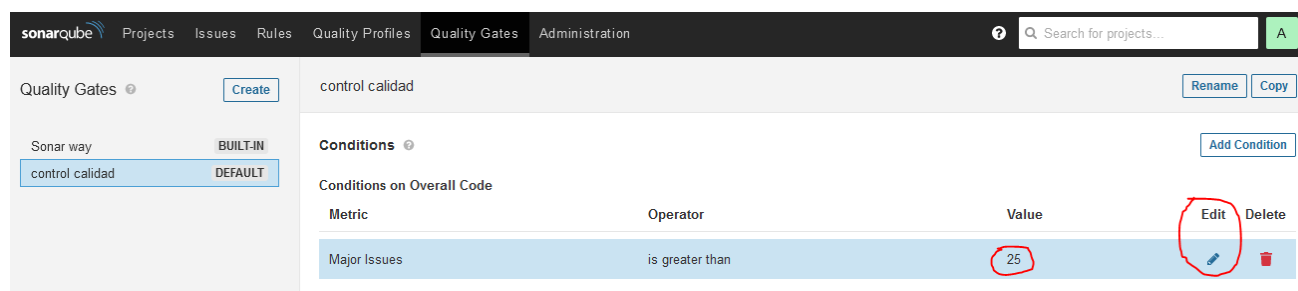 sonarqube Projects Issues Rules Quality Profiles Quality Gates Administration ? Search for projects... A
Quality Gates ? Create control calidad Rename Copy
Sonar way BUILT-IN Conditions ? Add Condition
control calidad DEFAULT Conditions on Overall Code
Metric Operator Value Edit Delete
Major Issues is greater than 25